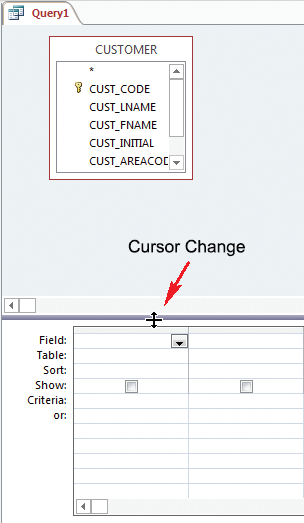 Query1
CUSTOMER
*
CUST_CODE
CUST_LNAME
CUST_FNAME
CUST_INITIAL
CUST_AREACOD
Cursor Change
Field:
Table:
Sort:
Show:
Criteria:
or: